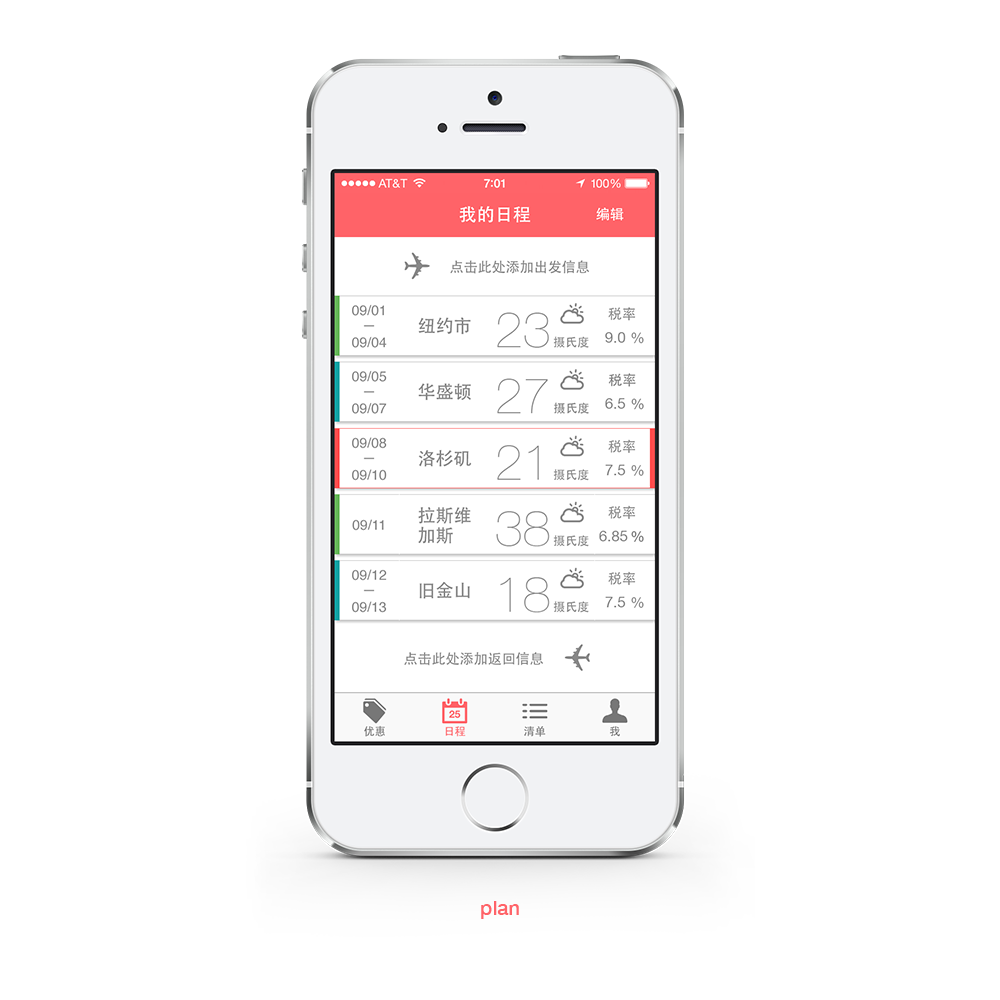 ●●●●● AT&T 7:01 100%
我的日程 编辑
点击此处添加出发信息
09/01
—
09/04
纽约市
23
摄氏度
税率
9.0 %
09/05
—
09/07
华盛顿
27
摄氏度
税率
6.5 %
09/08
—
09/10
洛杉矶
21
摄氏度
税率
7.5 %
09/11
拉斯维
加斯
38
摄氏度
税率
6.85 %
09/12
—
09/13
旧金山
18
摄氏度
税率
7.5 %
点击此处添加返回信息
25
优惠 日程 清单 我
plan